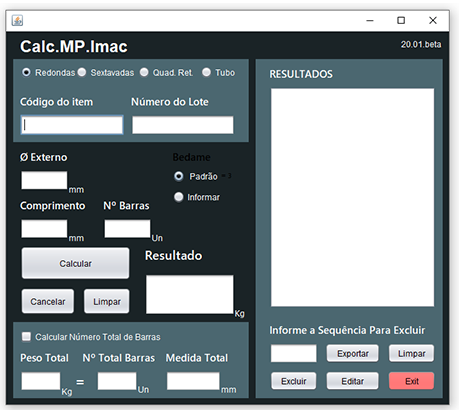 Calc.MP.Imac
20.01.beta
Redondas Sextavadas Quad. Ret. Tubo
Código do item Número do Lote
Ø Externo
mm
Bedame
Padrão
Informar
Comprimento Nº Barras
mm Un
Calcular
Resultado
Cancelar Limpar
Kg
Calcular Número Total de Barras
Peso Total Nº Total Barras Medida Total
Kg = Un mm
RESULTADOS
Informe a Sequência Para Excluir
Exportar Limpar
Excluir Editar Exit